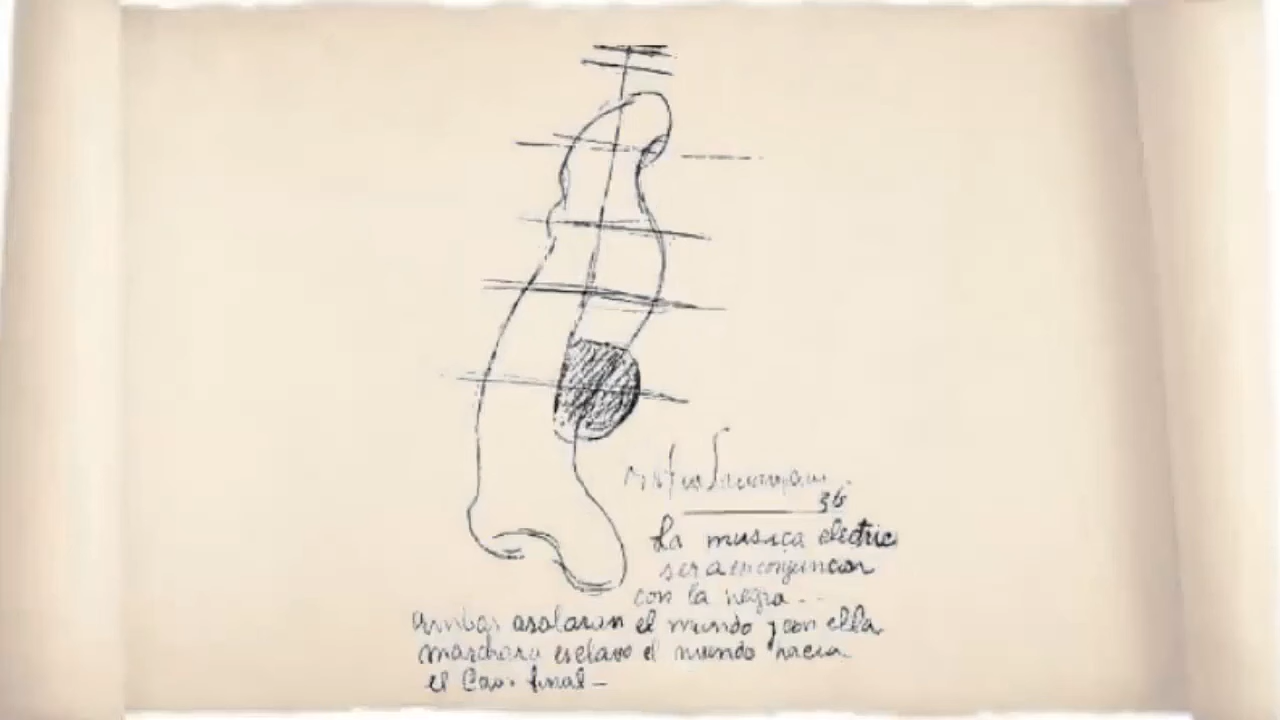 36
La musica electric
sera en conjuncion
con la negra...
Ambas asolaran el mundo y con ella
marchara esclavo el mundo hacia
el Caos final -